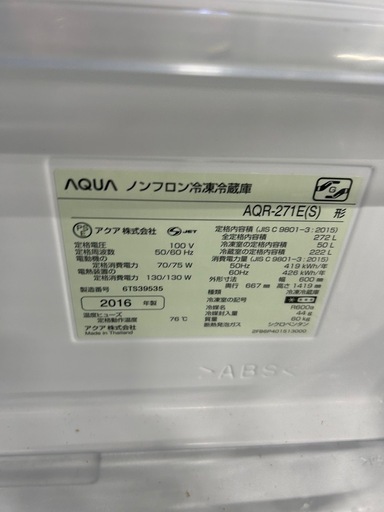 AQUA ノンフロン冷凍冷蔵庫
AQR-271E(S) 形
PSE アクア株式会社 JET
定格電圧 100 V
定格周波数 50/60 Hz
電動機の
定格消費電力 70/75 W
電熱装置の
定格消費電力 130/130 W
製造番号 6TS39535
2016 年製
温度ヒューズ
定格動作温度 76℃
アクア株式会社
Made in Thailand
定格内容積 (JIS C 9801-3:2015)
全定格内容積 272 L
冷凍室の定格内容積 50 L
冷蔵室の定格内容積 222 L
消費電力量 (JIS C 9801-3:2015)
50Hz 419 kWh/年
60Hz 426 kWh/年
外形寸法 幅 600 mm
奥行 667 mm 高さ 1419 mm
種類 冷凍冷蔵庫
冷凍室の記号
冷媒名 R600a
冷媒封入量 44 g
質量 60 kg
断熱発泡ガス シクロペンタン
>ABS<